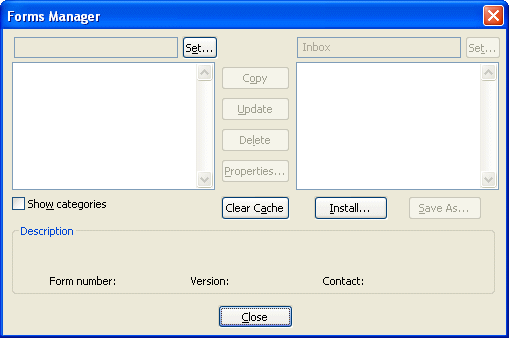 Forms Manager
Set... Inbox Set...
Copy
Update
Delete
Properties...
Show categories Clear Cache Install... Save As...
Description
Form number: Version: Contact:
Close